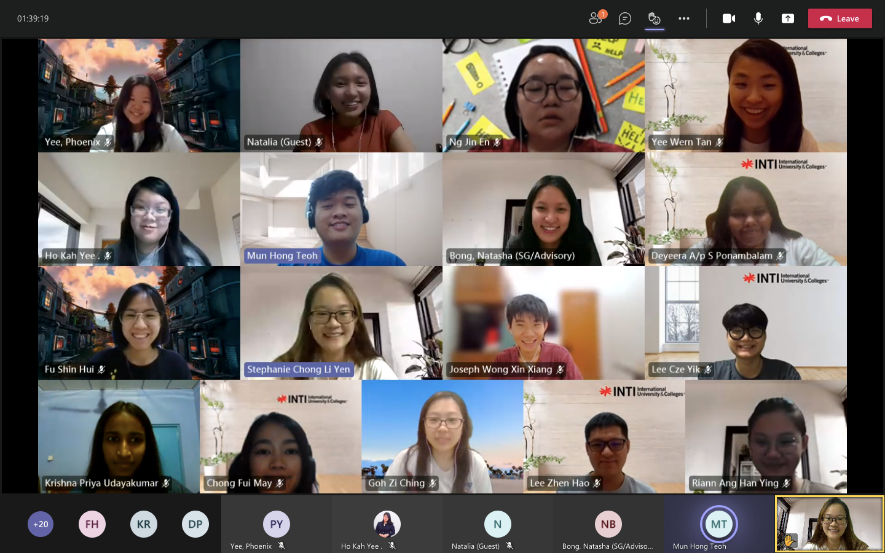 01:39:19
1
Leave
Yee, Phoenix
Natalia (Guest)
Ng Jin En
HELP
HELP
International
& Colleges
Yee Wern Tan
Ho Kah Yee .
Mun Hong Teoh
Bong, Natasha (SG/Advisory)
INTI International University & Colleges
Deyeera A/p S Ponambalam
Fu Shin Hui
Stephanie Chong Li Yen
Joseph Wong Xin Xiang
INTI International University & Colleges
Lee Cze Yik
Krishna Priya Udayakumar
INTI International University & Colleges
Chong Fui May
Goh Zi Ching
INTI International University & Colleges
Lee Zhen Hao
Riann Ang Han Ying
+20
FH
KR
DP
PY
Yee, Phoenix
Ho Kah Yee .
N
Natalia (Guest)
NB
Bong, Natasha (SG/Adviso...
MT
Mun Hong Teoh